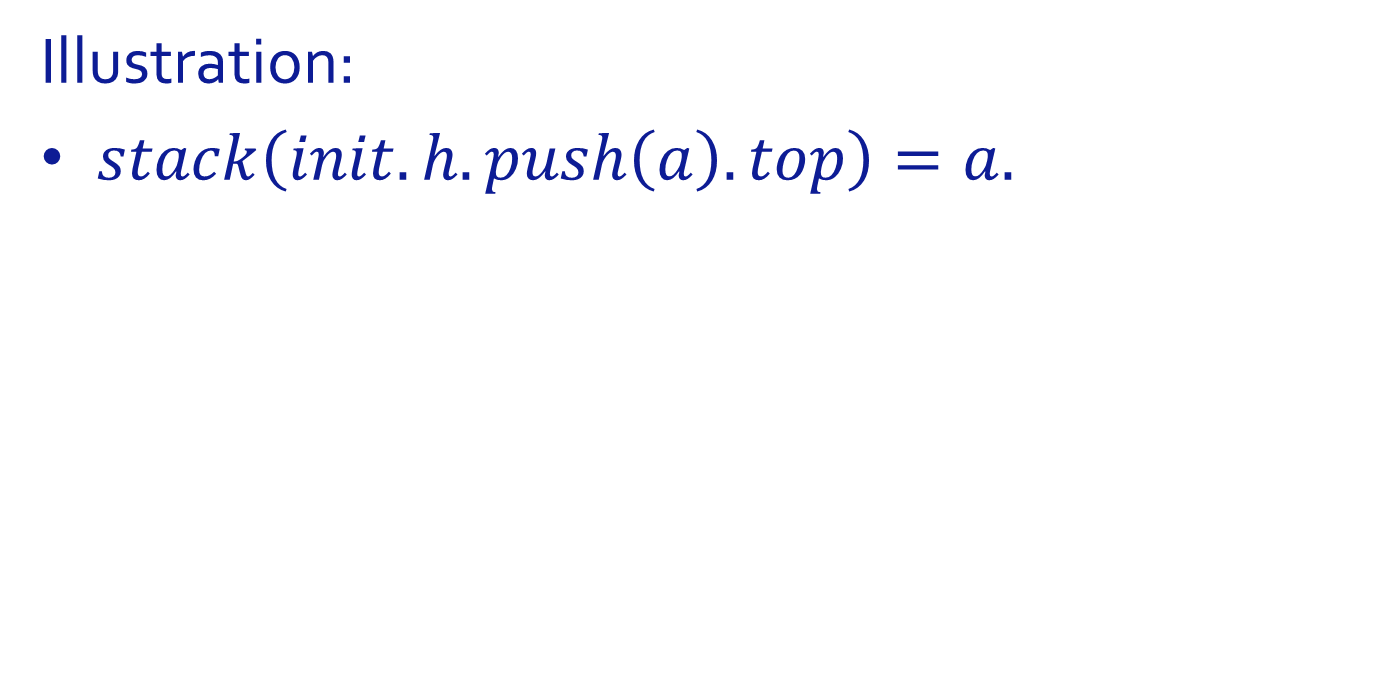 Illustration:
• stack(init.h.push(a).top) = a.